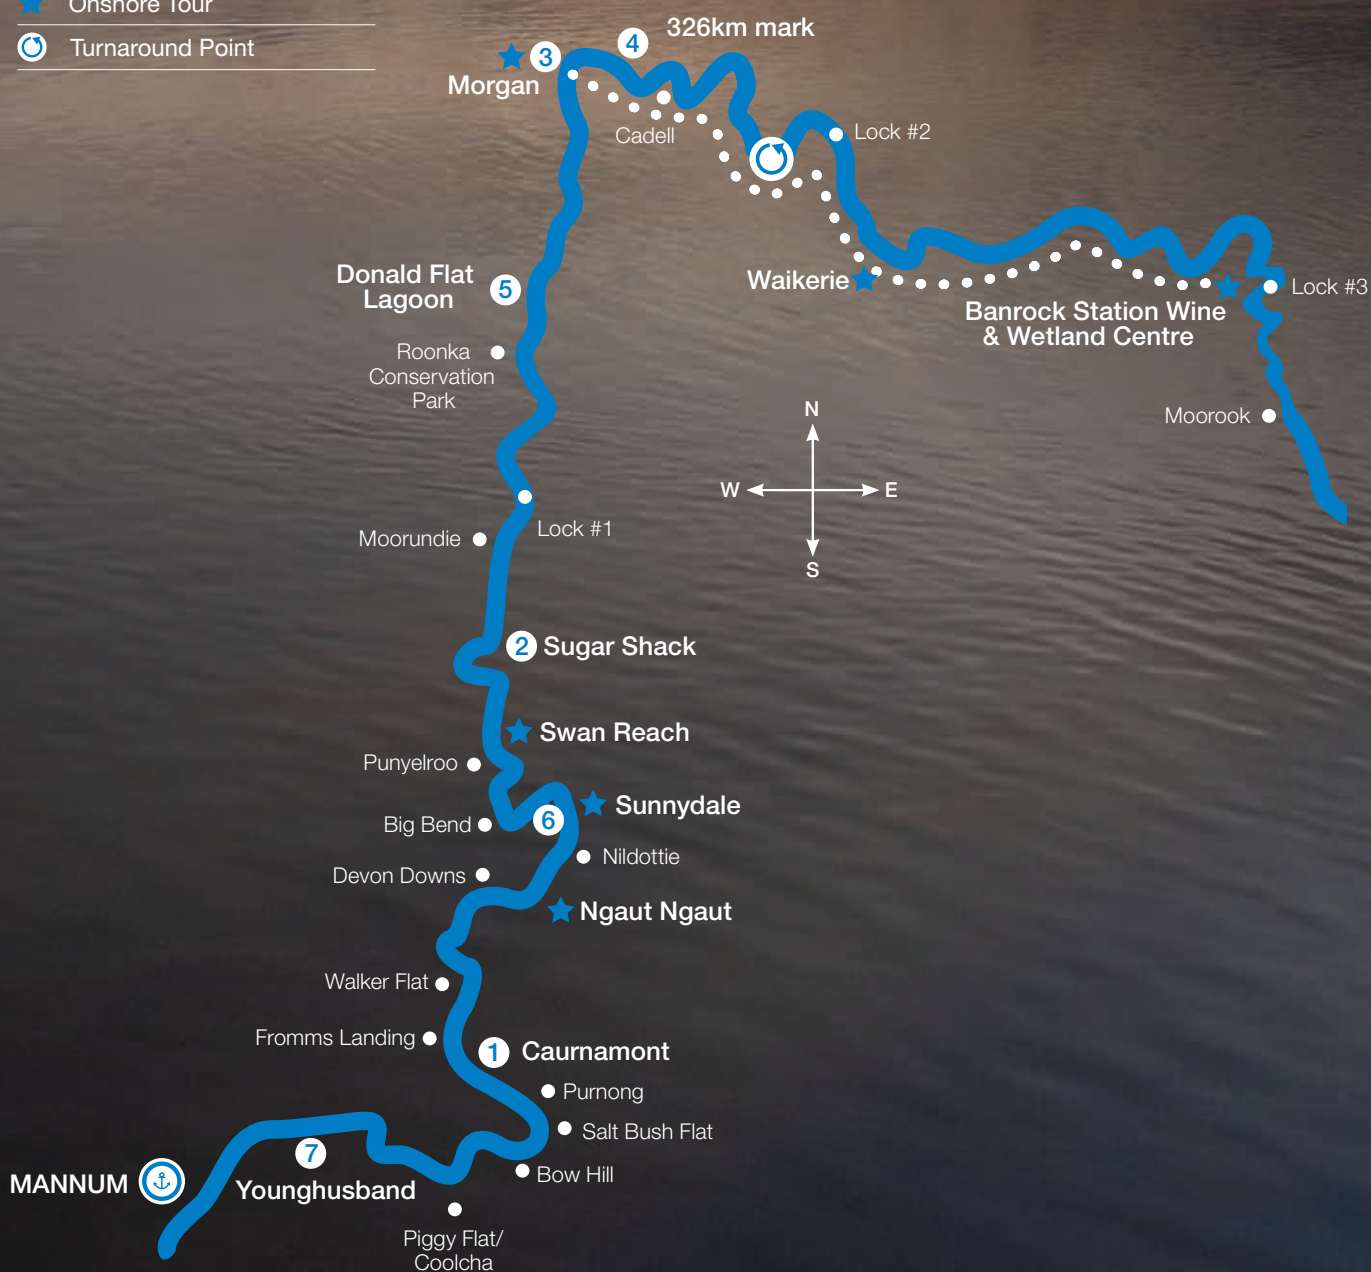 Onshore Tour
Turnaround Point
326km mark
4
3
Morgan
Cadell
Lock #2
Waikerie
Banrock Station Wine
& Wetland Centre
Lock #3
Moorook
Donald Flat
Lagoon
5
Roonka
Conservation
Park
N
W
E
S
Lock #1
Moorundie
2
Sugar Shack
Swan Reach
Punyelroo
Sunnydale
6
Big Bend
Nildottie
Devon Downs
Ngaut Ngaut
Walker Flat
Fromms Landing
1
Caurnamont
Purnong
Salt Bush Flat
Bow Hill
7
Younghusband
MANNUM
Piggy Flat/
Coolcha